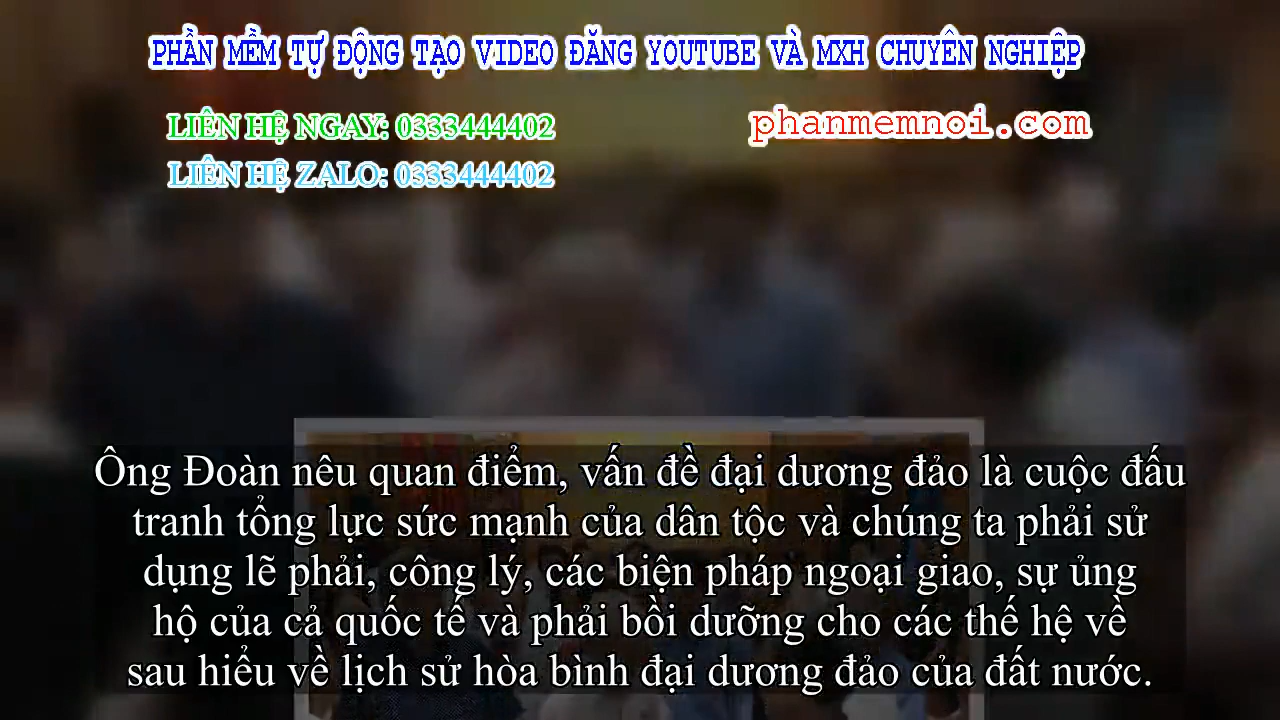 PHẦN MỀM TỰ ĐỘNG TẠO VIDEO ĐĂNG YOUTUBE VÀ MXH CHUYÊN NGHIỆP
LIÊN HỆ NGAY: 0333444402
phanmemnoi.com
LIÊN HỆ ZALO: 0333444402
Ông Đoàn nêu quan điểm, vấn đề đại dương đảo là cuộc đấu
tranh tổng lực sức mạnh của dân tộc và chúng ta phải sử
dụng lẽ phải, công lý, các biện pháp ngoại giao, sự ủng
hộ của cả quốc tế và phải bồi dưỡng cho các thế hệ về
sau hiểu về lịch sử hòa bình đại dương đảo của đất nước.